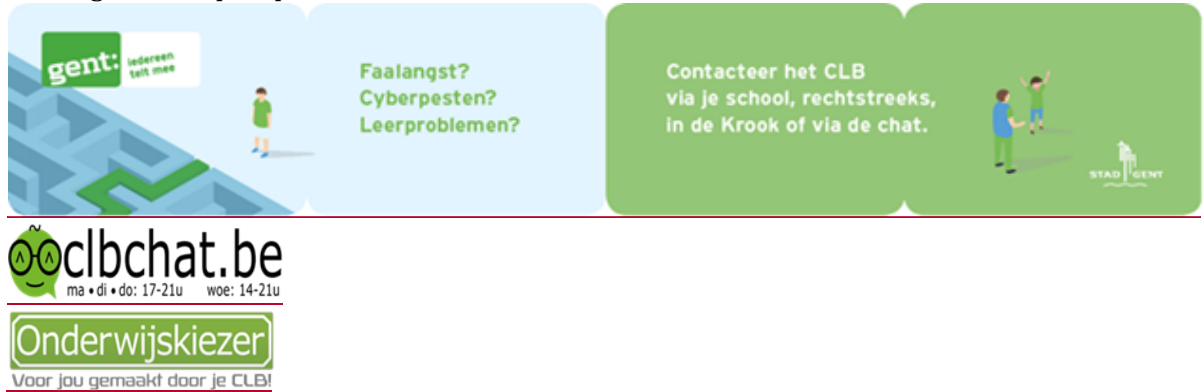 gent:
iedereen
telt mee
Faalangst?
Cyberpesten?
Leerproblemen?
Contacteer het CLB
via je school, rechtstreeks,
in de Krook of via de chat.
STAD GENT
clbchat.be
ma • di • do: 17-21u woe: 14-21u
Onderwijskiezer
Voor jou gemaakt door je CLB!